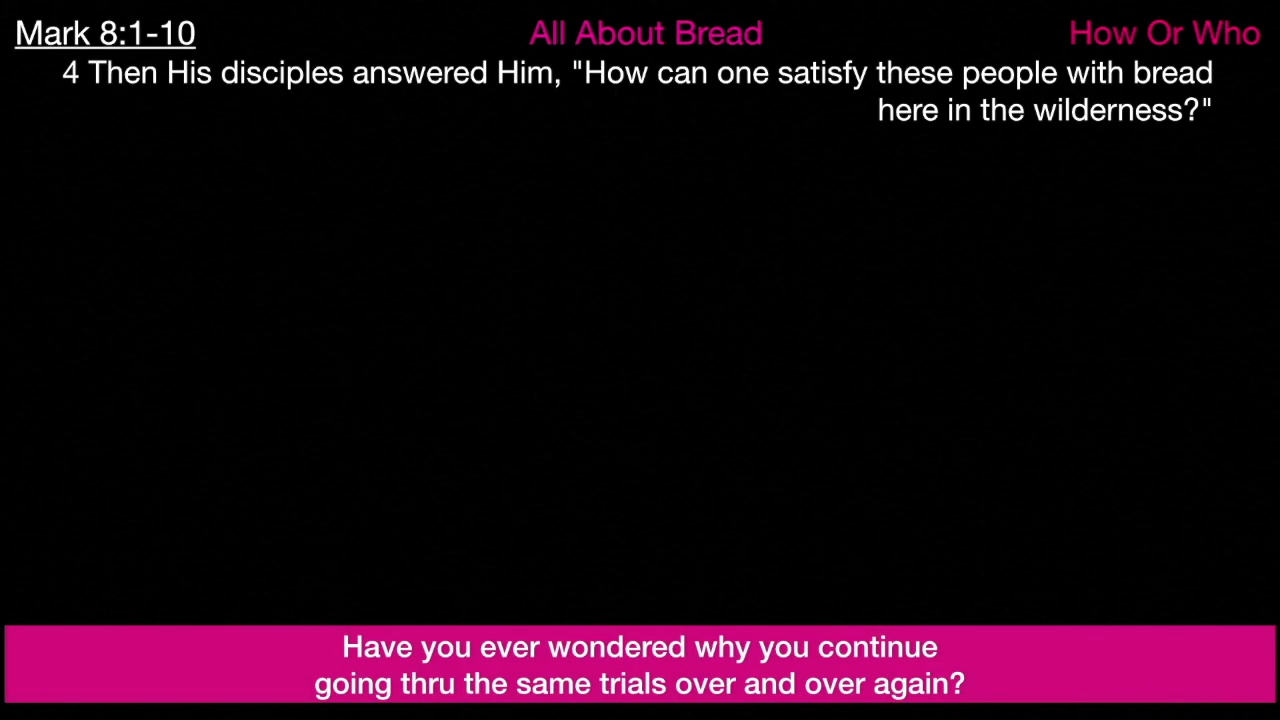 Mark 8:1-10 All About Bread How Or Who
4 Then His disciples answered Him, "How can one satisfy these people with bread
here in the wilderness?"
Have you ever wondered why you continue
going thru the same trials over and over again?